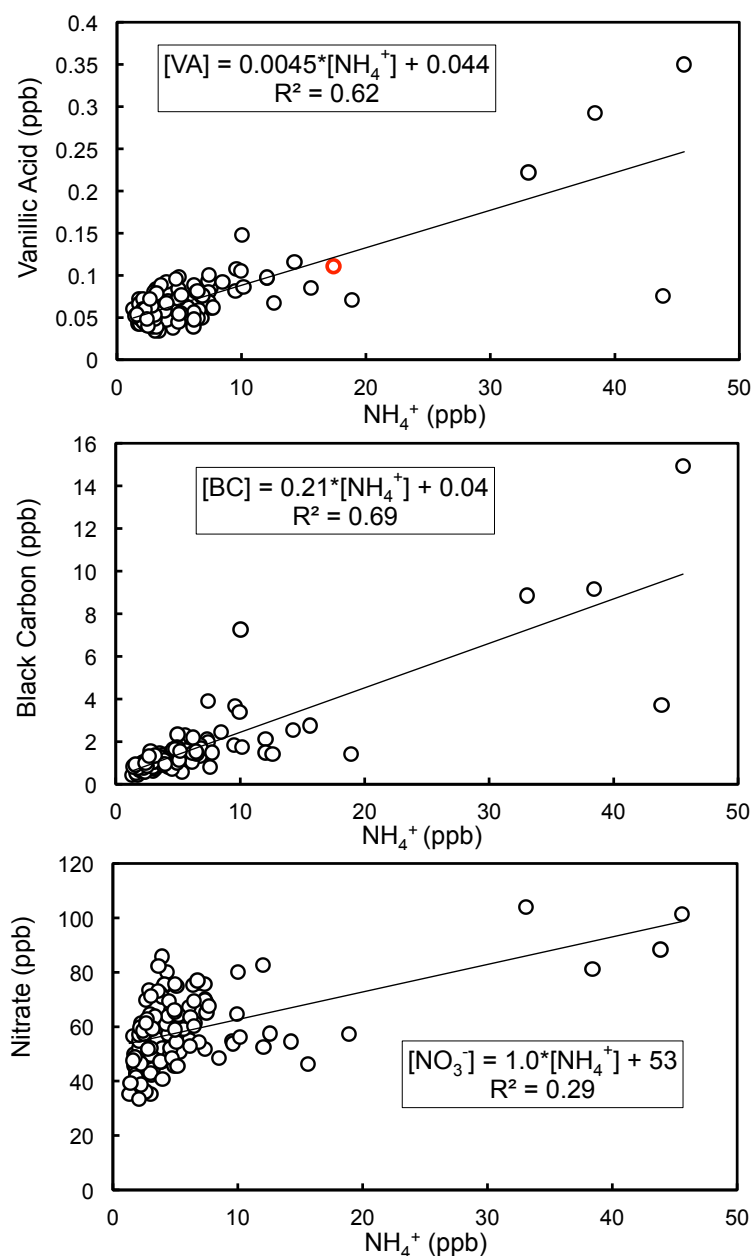 0.4
[VA] = 0.0045*[NH₄⁺] + 0.044
R² = 0.62
0.35
0.3
0.25
0.2
0.15
0.1
0.05
0
Vanillic Acid (ppb)
0 10 20 30 40 50
NH₄⁺ (ppb)
16
[BC] = 0.21*[NH₄⁺] + 0.04
R² = 0.69
14
12
10
8
6
4
2
0
Black Carbon (ppb)
0 10 20 30 40 50
NH₄⁺ (ppb)
120
100
80
60
40
20
0
Nitrate (ppb)
[NO₃⁻] = 1.0*[NH₄⁺] + 53
R² = 0.29
0 10 20 30 40 50
NH₄⁺ (ppb)